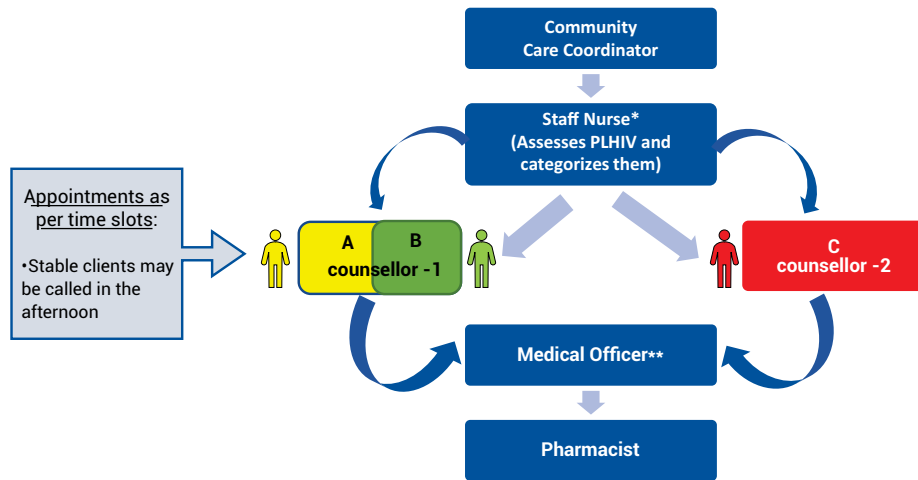 Community
Care Coordinator
Staff Nurse*
(Assesses PLHIV and
categorizes them)
Appointments as
per time slots:
•Stable clients may
be called in the
afternoon
A
B
counsellor -1
C
counsellor -2
Medical Officer**
Pharmacist